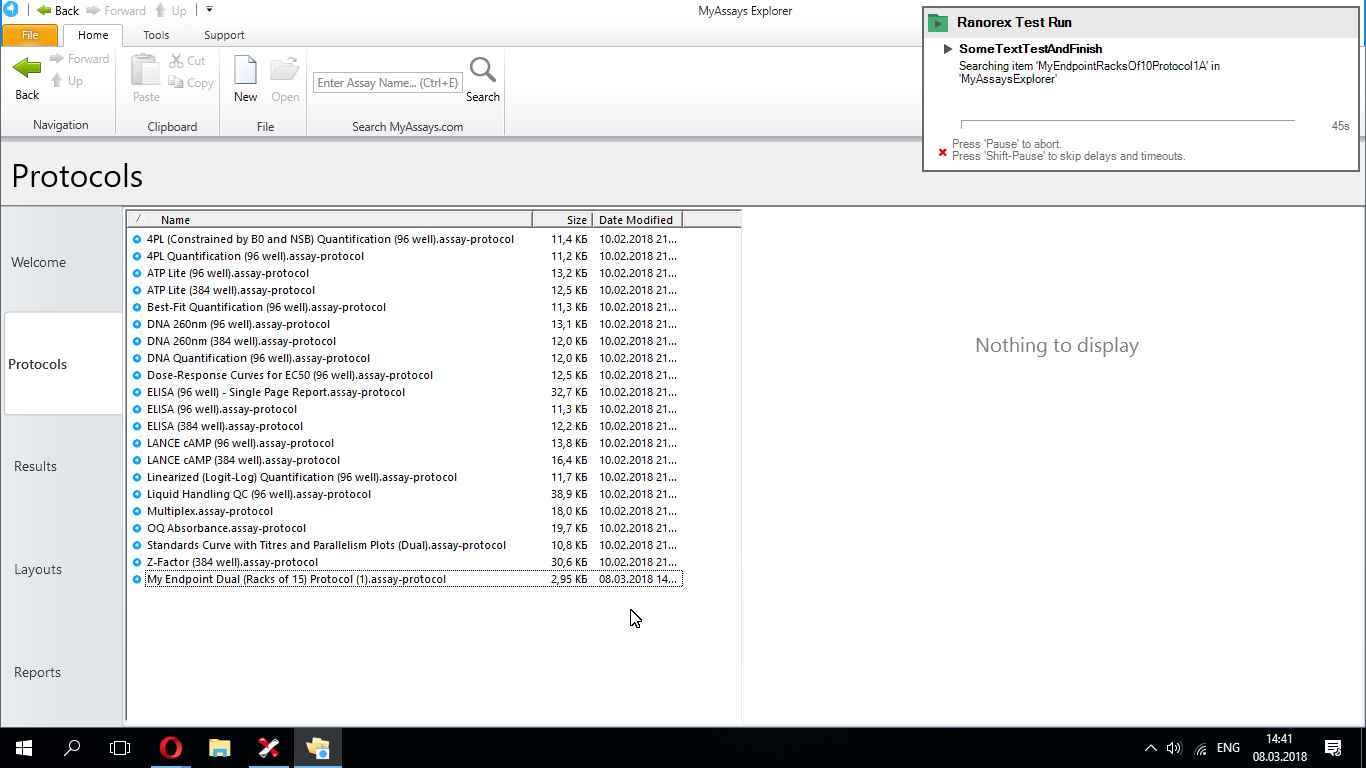 Back Forward Up
MyAssays Explorer
File Home Tools Support
Back
Forward
Up
Navigation
Paste
Cut
Copy
Clipboard
New
Open
File
Enter Assay Name... (Ctrl+E)
Search
Search MyAssays.com
Ranorex Test Run
SomeTextTestAndFinish
Searching item 'MyEndpointRacksOf10Protocol1A' in
'MyAssaysExplorer'
45s
Press 'Pause' to abort.
Press 'Shift-Pause' to skip delays and timeouts.
Protocols
Welcome
Protocols
Results
Layouts
Reports
Name Size Date Modified
4PL (Constrained by B0 and NSB) Quantification (96 well).assay-protocol 11,4 КБ 10.02.2018 21...
4PL Quantification (96 well).assay-protocol 11,2 КБ 10.02.2018 21...
ATP Lite (96 well).assay-protocol 13,2 КБ 10.02.2018 21...
ATP Lite (384 well).assay-protocol 12,5 КБ 10.02.2018 21...
Best-Fit Quantification (96 well).assay-protocol 11,3 КБ 10.02.2018 21...
DNA 260nm (96 well).assay-protocol 13,1 КБ 10.02.2018 21...
DNA 260nm (384 well).assay-protocol 12,0 КБ 10.02.2018 21...
DNA Quantification (96 well).assay-protocol 12,0 КБ 10.02.2018 21...
Dose-Response Curves for EC50 (96 well).assay-protocol 12,5 КБ 10.02.2018 21...
ELISA (96 well) - Single Page Report.assay-protocol 32,7 КБ 10.02.2018 21...
ELISA (96 well).assay-protocol 11,3 КБ 10.02.2018 21...
ELISA (384 well).assay-protocol 12,2 КБ 10.02.2018 21...
LANCE cAMP (96 well).assay-protocol 13,8 КБ 10.02.2018 21...
LANCE cAMP (384 well).assay-protocol 16,4 КБ 10.02.2018 21...
Linearized (Logit-Log) Quantification (96 well).assay-protocol 11,7 КБ 10.02.2018 21...
Liquid Handling QC (96 well).assay-protocol 38,9 КБ 10.02.2018 21...
Multiplex.assay-protocol 18,0 КБ 10.02.2018 21...
OQ Absorbance.assay-protocol 19,7 КБ 10.02.2018 21...
Standards Curve with Titres and Parallelism Plots (Dual).assay-protocol 10,8 КБ 10.02.2018 21...
Z-Factor (384 well).assay-protocol 30,6 КБ 10.02.2018 21...
My Endpoint Dual (Racks of 15) Protocol (1).assay-protocol 2,95 КБ 08.03.2018 14...
Nothing to display
ENG
14:41
08.03.2018